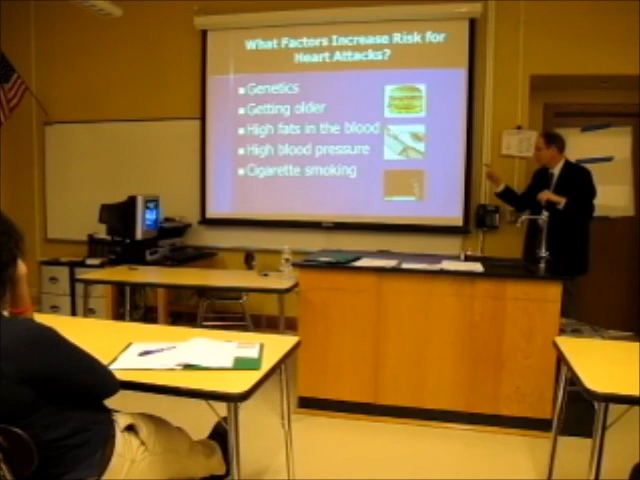 What Factors Increase Risk for
Heart Attacks?
Genetics
Getting older
High fats in the blood
High blood pressure
Cigarette smoking